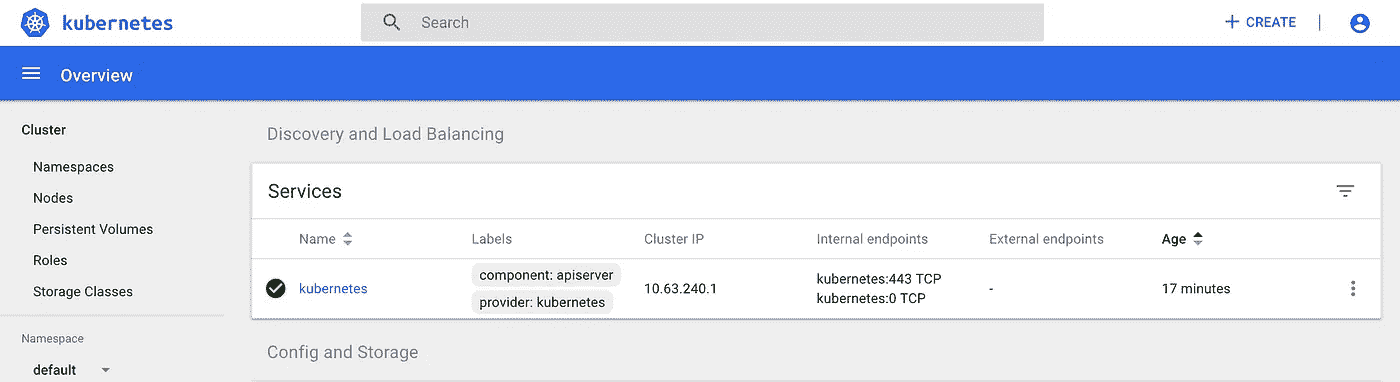 kubernetes
Search
CREATE
Overview
Cluster
Namespaces
Nodes
Persistent Volumes
Roles
Storage Classes
Namespace
default
Discovery and Load Balancing
Services
Name Labels Cluster IP Internal endpoints External endpoints Age
kubernetes component: apiserver provider: kubernetes 10.63.240.1 kubernetes:443 TCP kubernetes:0 TCP - 17 minutes
Config and Storage